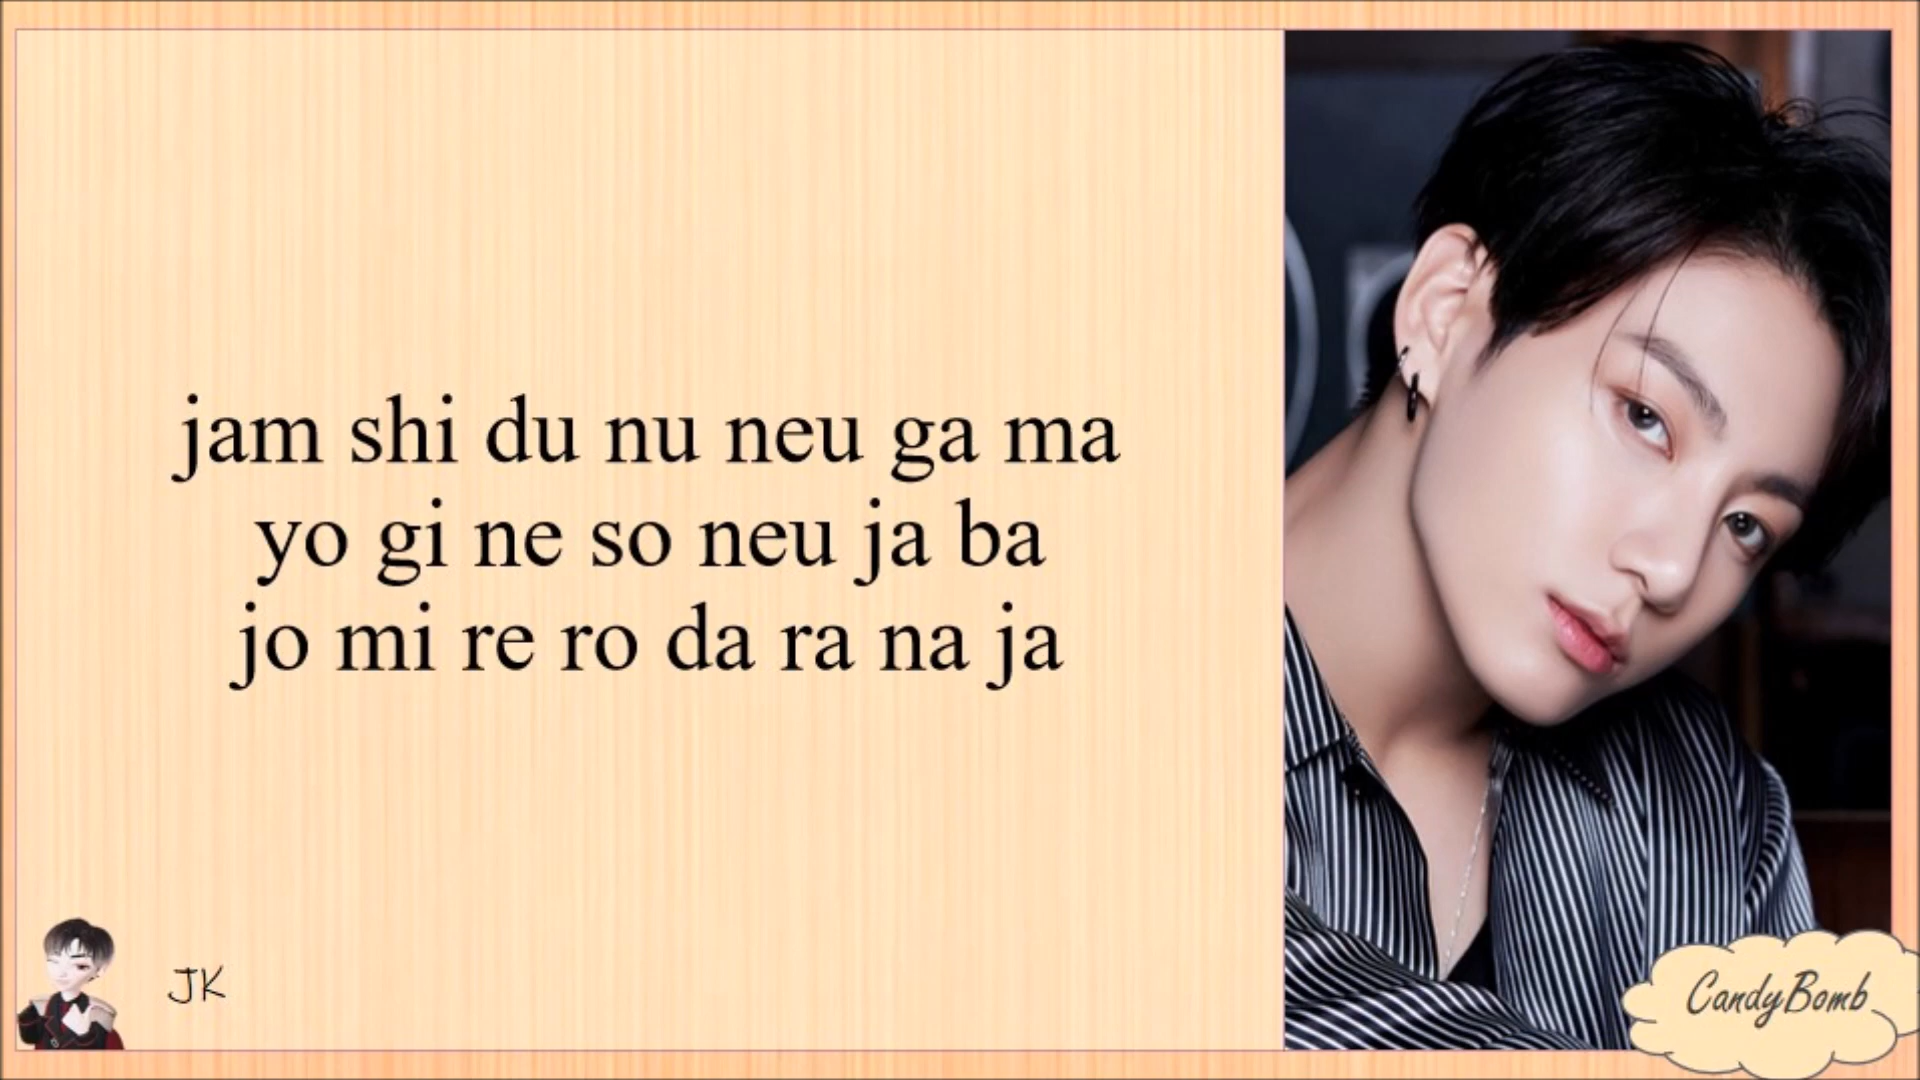 jam shi du nu neu ga ma
yo gi ne so neu ja ba
jo mi re ro da ra na ja
JK
CandyBomb